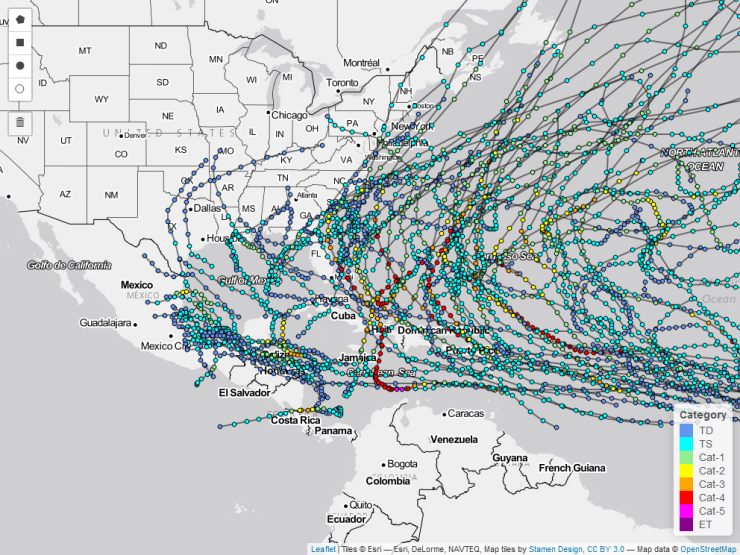 ON
MT
ND
MN
Montréal
NB
PE
ID
SD
WI
MI
Toronto
NS
WY
NY
NH
Boston
NE
IA
Chicago
PA
New York
NV
UT
Denver
CO
UNITED STATES
IL
IN
OH
Philadelphia
KS
MO
KY
VA
Washington
NORTH ATLANTIC
OCEAN
AZ
NM
OK
AR
TN
NC
Atlanta
Dallas
LA
MS
AL
GA
Houston
FL
Golfo de California
Gulf of Mexico
Ocean
Mexico
MÉXICO
Havana
Cuba
Guadalajara
Haiti
Dominican Republic
Mexico C
Belize
Jamaica
Puerto Rico
Honduras
Caribbean Sea
El Salvador
Costa Rica
Panama
Caracas
Venezuela
Guyana
French Guiana
Bogota
Colombia
COLOMBIA
Quito
Ecuador
Category
TD
TS
Cat-1
Cat-2
Cat-3
Cat-4
Cat-5
ET
Leaflet | Tiles © Esri — Esri, DeLorme, NAVTEQ, Map tiles by Stamen Design, CC BY 3.0 — Map data © OpenStreetMap